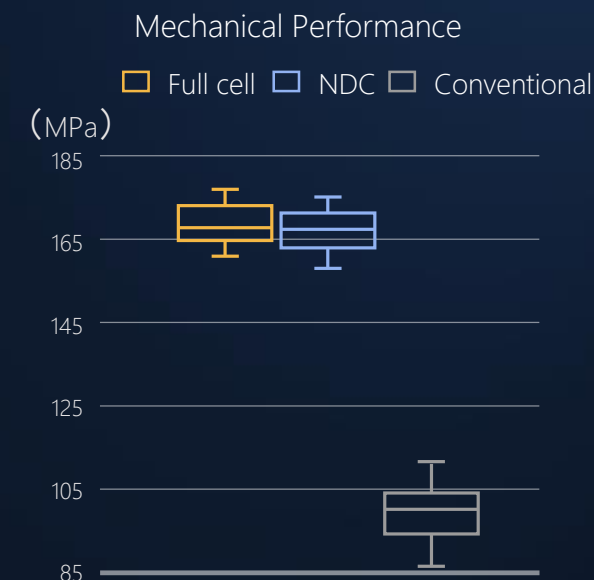 Mechanical Performance
Full cell NDC Conventional
(MPa)
185
165
145
125
105
85